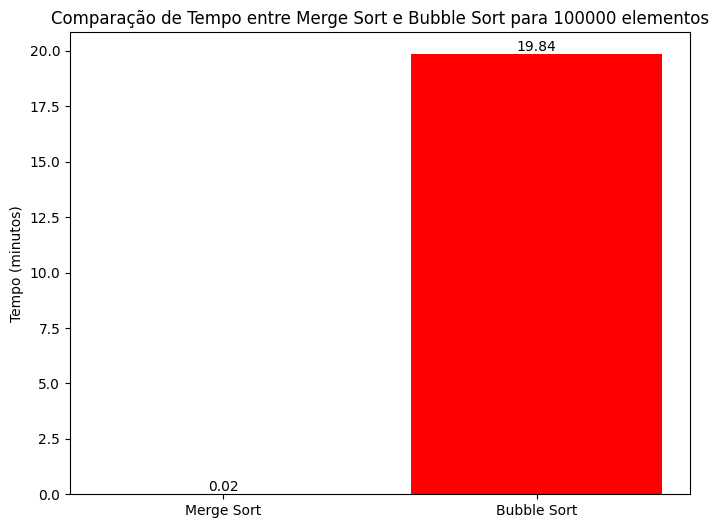 Comparação de Tempo entre Merge Sort e Bubble Sort para 100000 elementos
Tempo (minutos)
20.0
17.5
15.0
12.5
10.0
7.5
5.0
2.5
0.0
0.02
19.84
Merge Sort
Bubble Sort